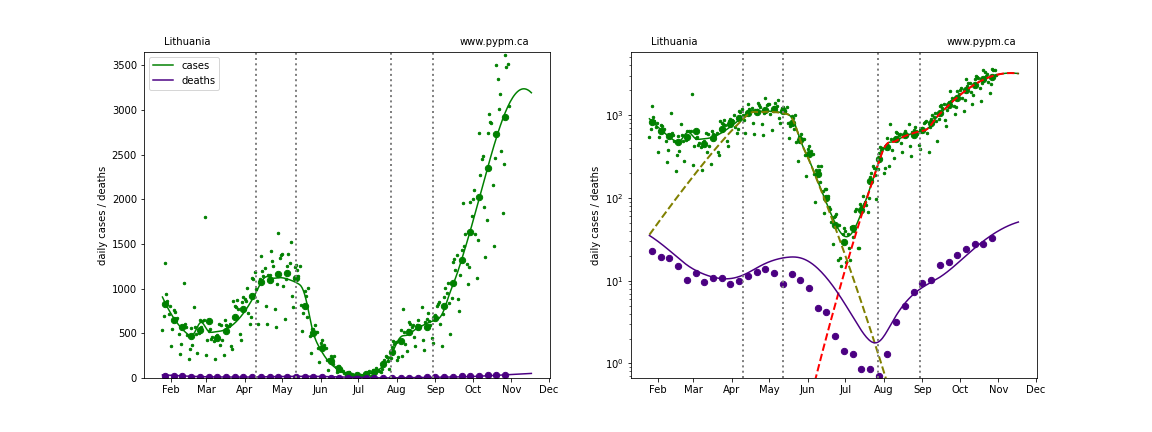 Lithuania www.pypm.ca
cases
deaths
daily cases / deaths
3500
3000
2500
2000
1500
1000
500
0
Feb Mar Apr May Jun Jul Aug Sep Oct Nov Dec
Lithuania www.pypm.ca
daily cases / deaths
10³
10²
10¹
10⁰
Feb Mar Apr May Jun Jul Aug Sep Oct Nov Dec